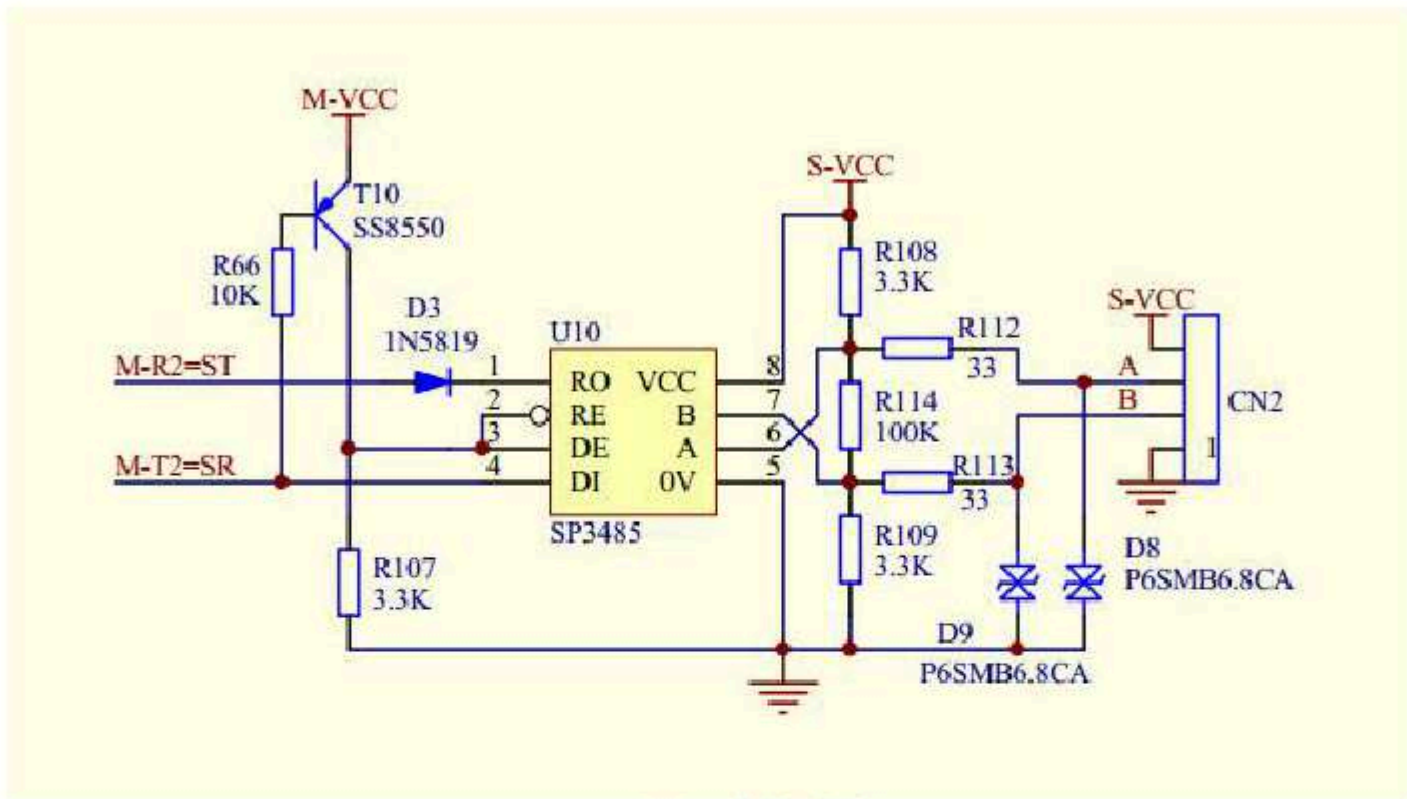 M-VCC
T10
SS8550
R66
10K
D3
1N5819
M-R2=ST
M-T2=SR
U10
1
2
3
4
RO VCC
RE B
DE A
DI 0V
8
7
6
5
SP3485
R107
3.3K
S-VCC
R108
3.3K
R112
33
R114
100K
R113
33
R109
3.3K
S-VCC
A
B
CN2
1
D8
P6SMB6.8CA
D9
P6SMB6.8CA